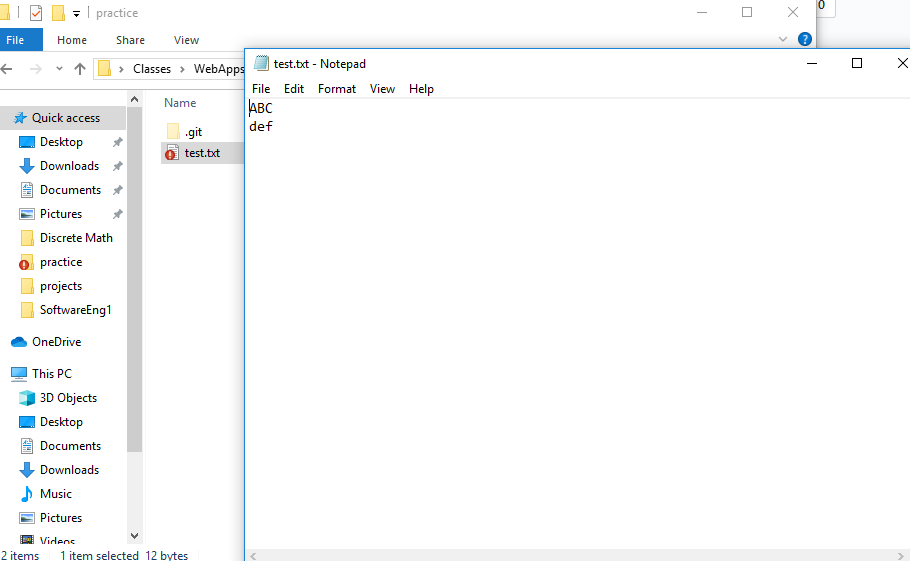 practice
0
File Home Share View
Classes WebApps
test.txt - Notepad
File Edit Format View Help
ABC
def
Name
.git
test.txt
Quick access
Desktop
Downloads
Documents
Pictures
Discrete Math
practice
projects
SoftwareEng1
OneDrive
This PC
3D Objects
Desktop
Documents
Downloads
Music
Pictures
Videos
2 items 1 item selected 12 bytes